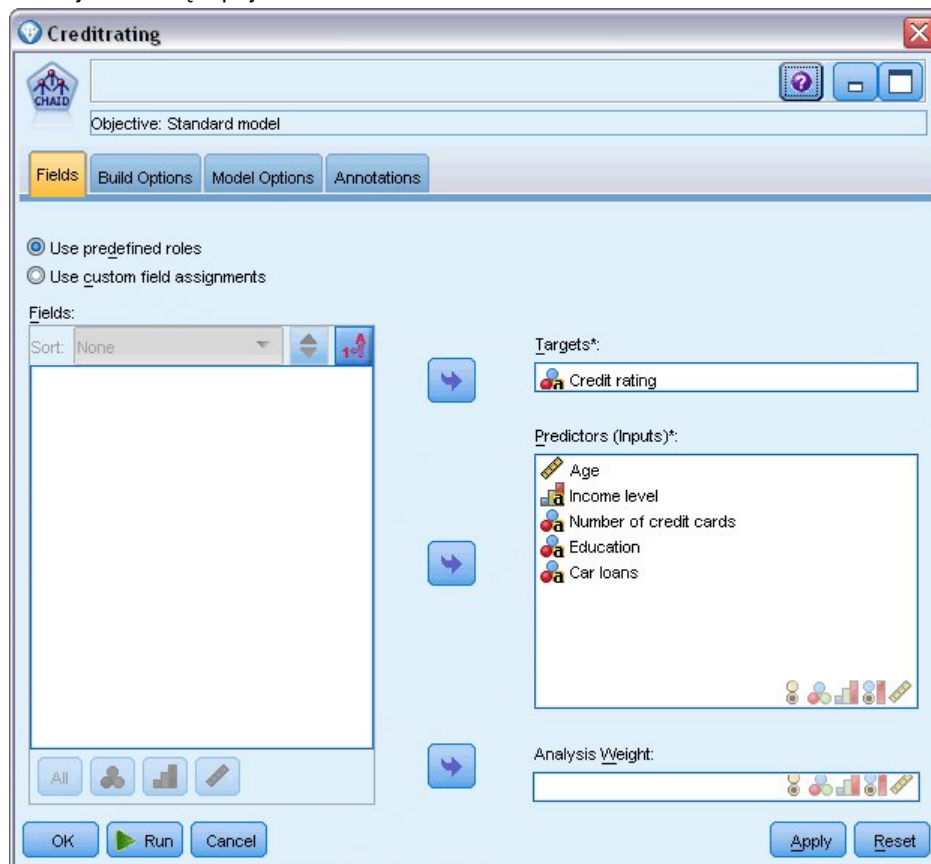 Creditrating
CHAID
Objective: Standard model
Fields Build Options Model Options Annotations
Use predefined roles
Use custom field assignments
Fields:
Sort: None
Targets*:
Credit rating
Predictors (Inputs)*:
Age
Income level
Number of credit cards
Education
Car loans
All
Analysis Weight:
OK Run Cancel Apply Reset